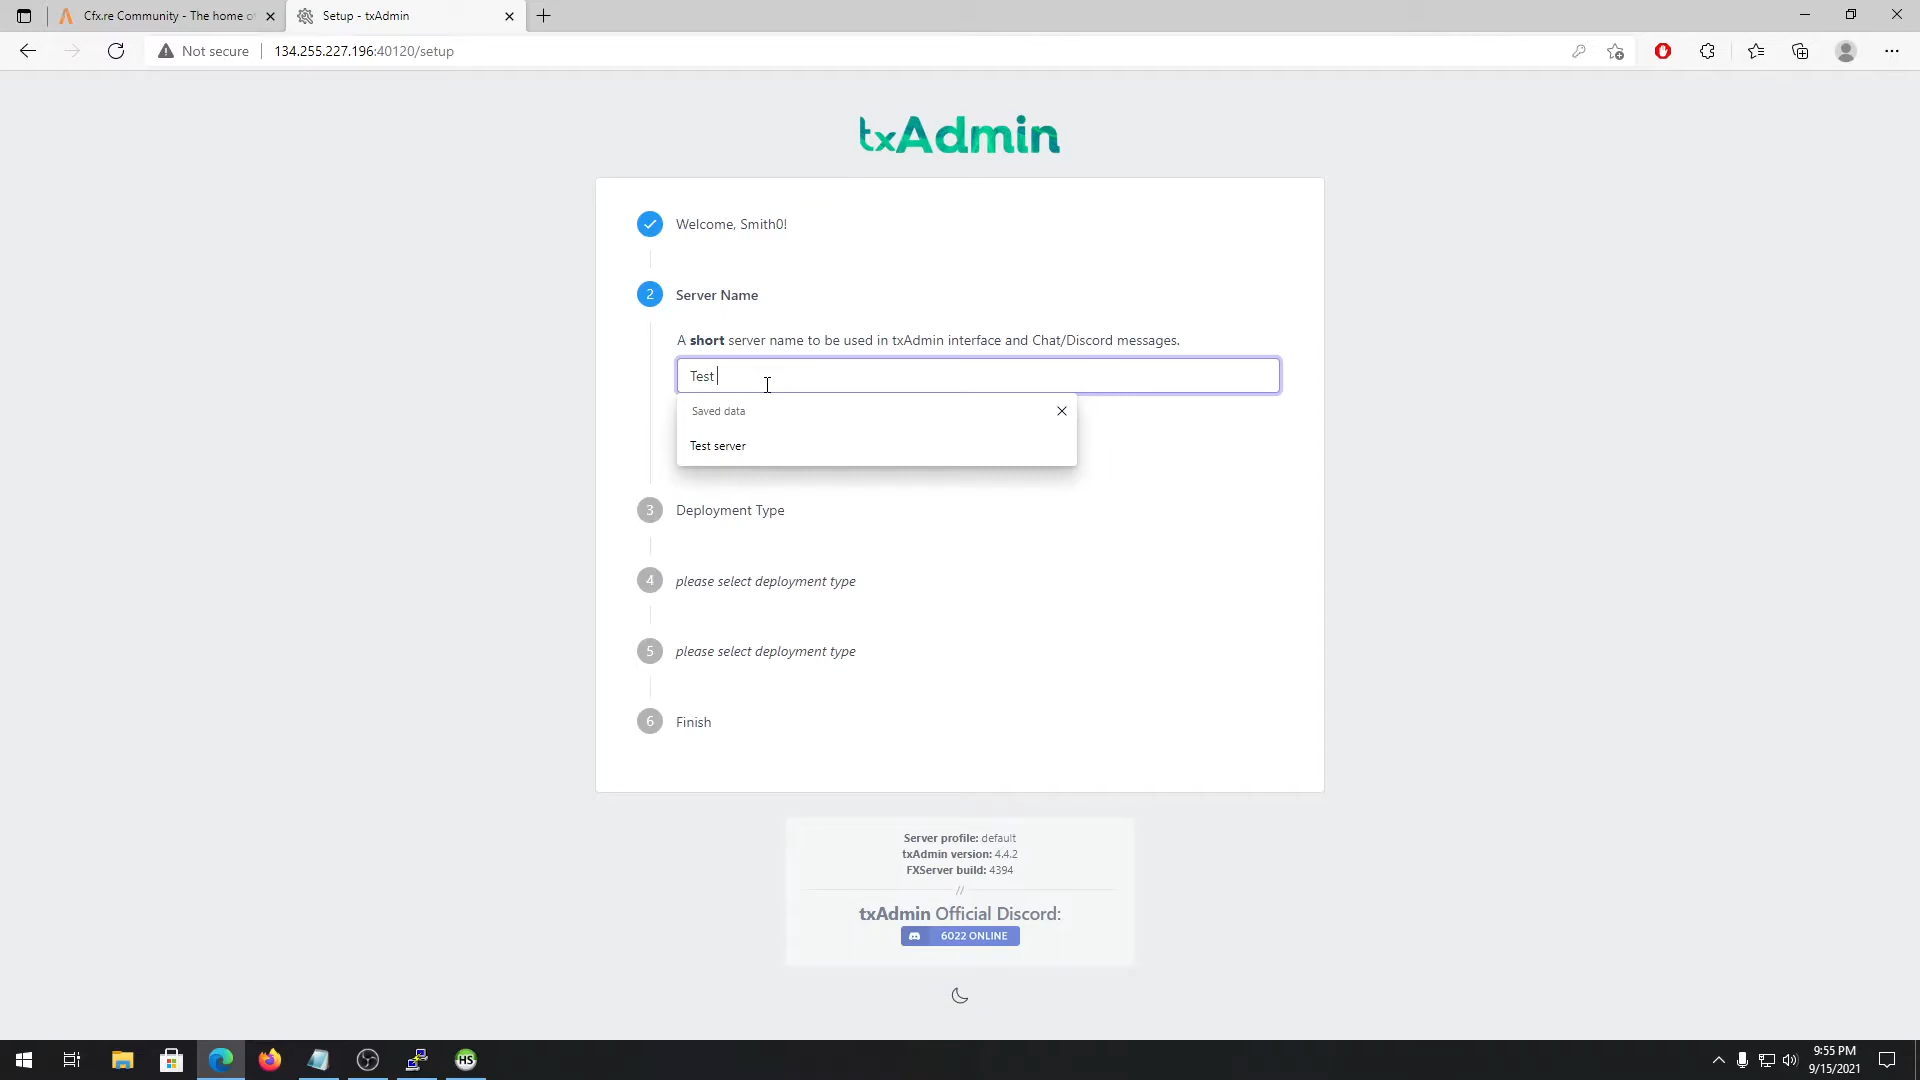 Cfx.re Community - The home of
Setup - txAdmin
Not secure
134.255.227.196:40120/setup
txAdmin
Welcome, Smith0!
2
Server Name
A short server name to be used in txAdmin interface and Chat/Discord messages.
Test
Saved data
Test server
3
Deployment Type
4
please select deployment type
5
please select deployment type
6
Finish
Server profile: default
txAdmin version: 4.4.2
FXServer build: 4394
//
txAdmin Official Discord:
6022 ONLINE
HS
9:55 PM
9/15/2021